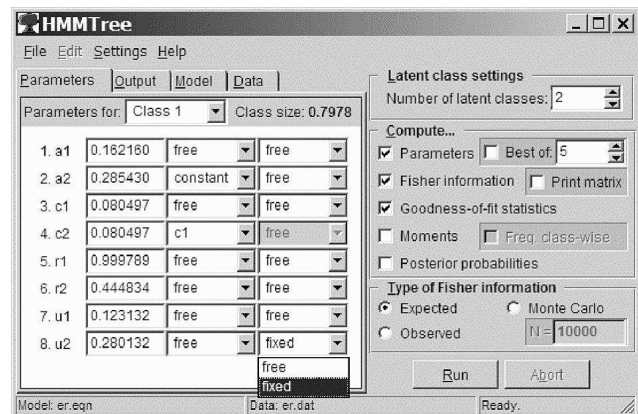 HMMTree
File Edit Settings Help
Parameters Output Model Data
Parameters for: Class 1 Class size: 0.7978
1. a1 0.162160 free free
2. a2 0.285430 constant free
3. c1 0.080497 free free
4. c2 0.080497 c1 free
5. r1 0.999789 free free
6. r2 0.444834 free free
7. u1 0.123132 free free
8. u2 0.280132 free fixed
free
fixed
Latent class settings
Number of latent classes: 2
Compute...
Parameters Best of: 5
Fisher information Print matrix
Goodness-of-fit statistics
Moments Freq. class-wise
Posterior probabilities
Type of Fisher information
Expected Monte Carlo
Observed N = 10000
Run Abort
Model: er.eqn Data: er.dat Ready.